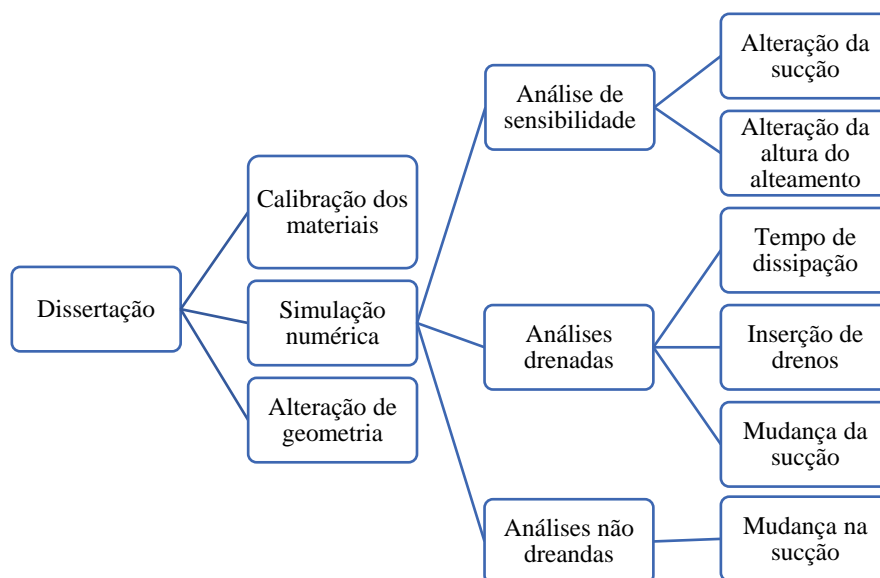 Dissertação
Calibração dos
materiais
Simulação
numérica
Alteração de
geometria
Análise de
sensibilidade
Alteração da
sucção
Alteração da
altura do
alteamento
Análises
drenadas
Tempo de
dissipação
Inserção de
drenos
Mudança da
sucção
Análises não
dreandas
Mudança na
sucção